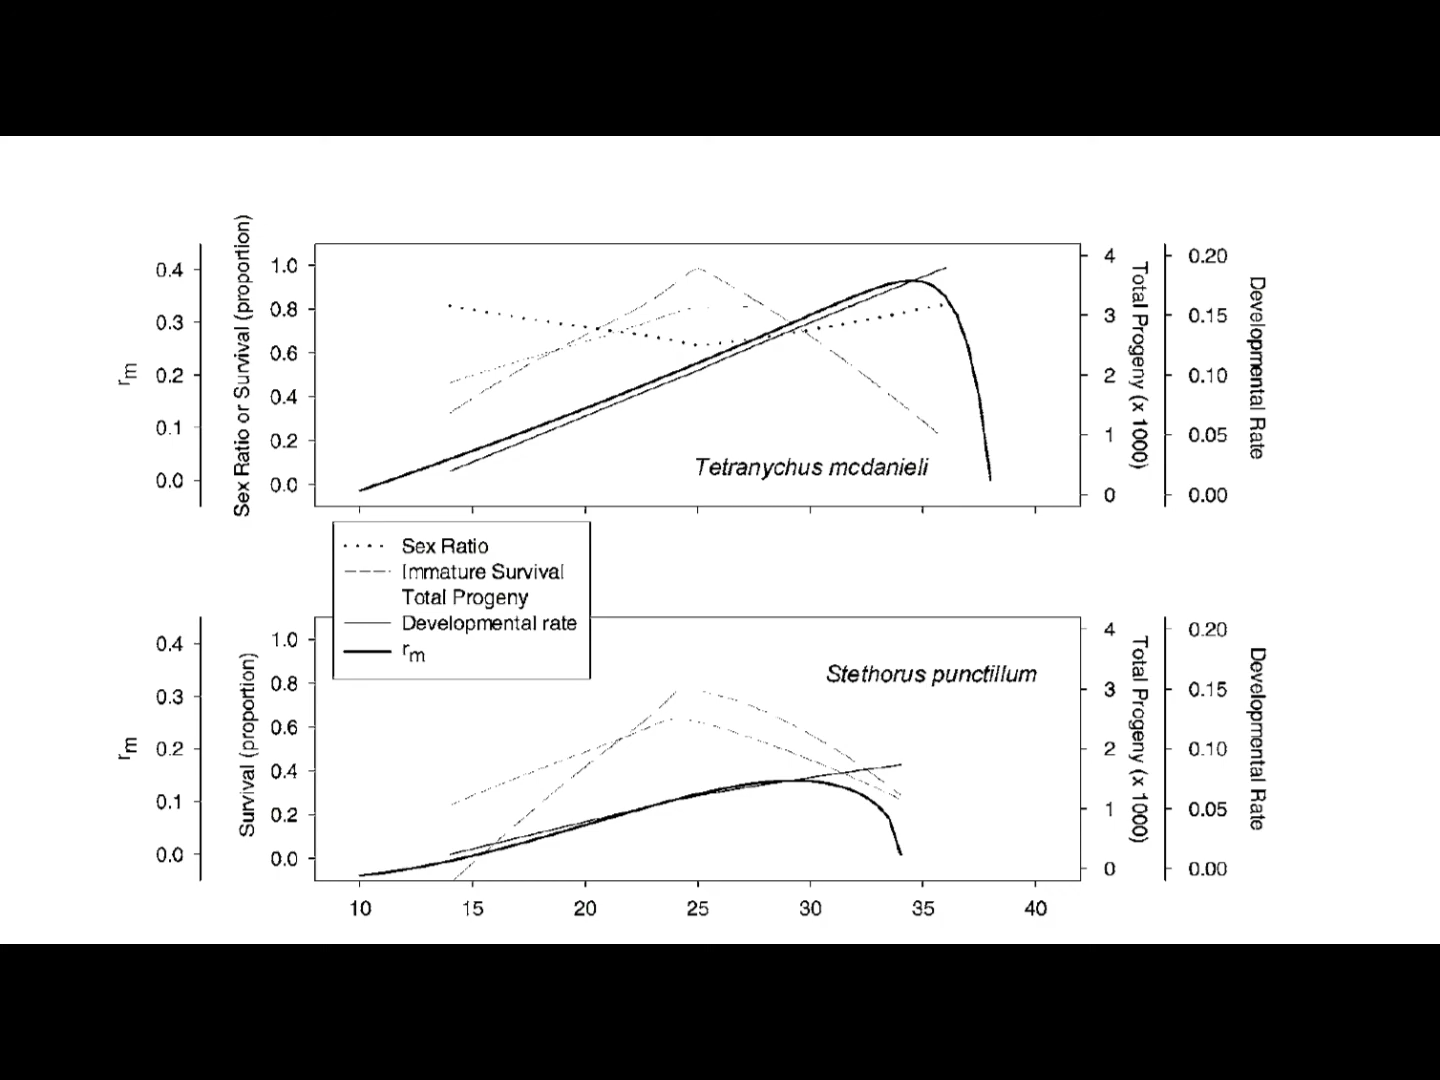 Sex Ratio or Survival (proportion)
r_m
0.4
0.3
0.2
0.1
0.0
1.0
0.8
0.6
0.4
0.2
0.0
Tetranychus mcdanieli
4
3
2
1
0
Total Progeny (x 1000)
0.20
0.15
0.10
0.05
0.00
Developmental Rate
Sex Ratio
Immature Survival
Total Progeny
Developmental rate
r_m
r_m
0.4
0.3
0.2
0.1
0.0
Survival (proportion)
1.0
0.8
0.6
0.4
0.2
0.0
Stethorus punctillum
4
3
2
1
0
Total Progeny (x 1000)
0.20
0.15
0.10
0.05
0.00
Developmental Rate
10 15 20 25 30 35 40